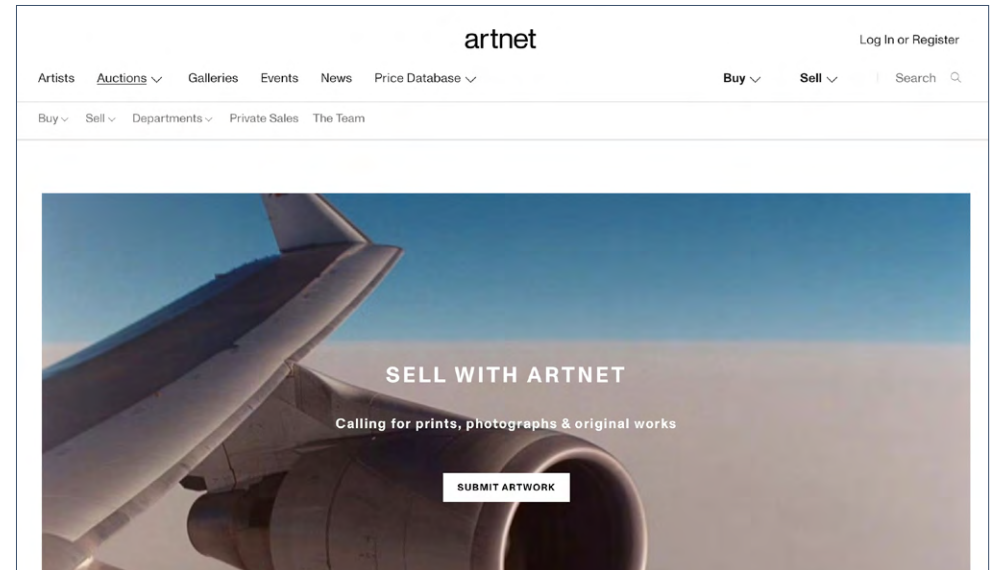 artnet
Log In or Register
Artists Auctions Galleries Events News Price Database Buy Sell Search
Buy Sell Departments Private Sales The Team
SELL WITH ARTNET
Calling for prints, photographs & original works
SUBMIT ARTWORK